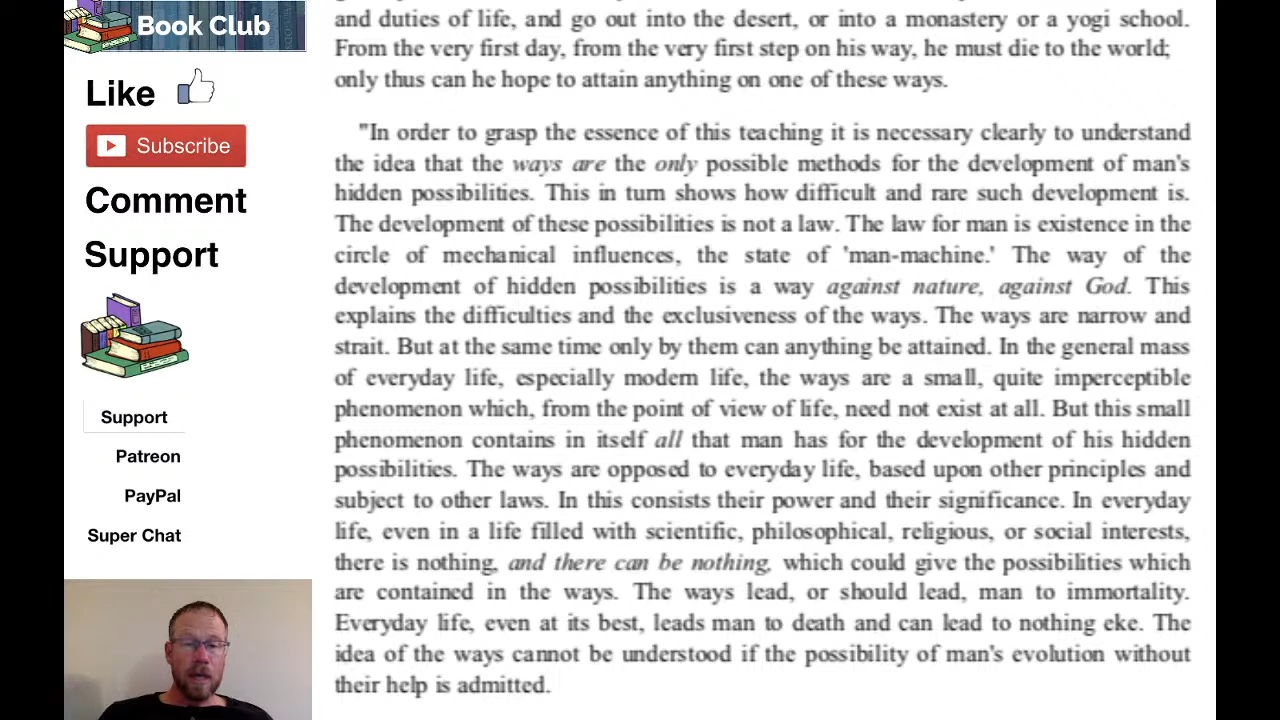 Book Club
Like
Subscribe
Comment
Support
Support
Patreon
PayPal
Super Chat
and duties of life, and go out into the desert, or into a monastery or a yogi school.
From the very first day, from the very first step on his way, he must die to the world;
only thus can he hope to attain anything on one of these ways.
"In order to grasp the essence of this teaching it is necessary clearly to understand
the idea that the ways are the only possible methods for the development of man's
hidden possibilities. This in turn shows how difficult and rare such development is.
The development of these possibilities is not a law. The law for man is existence in the
circle of mechanical influences, the state of 'man-machine.' The way of the
development of hidden possibilities is a way against nature, against God. This
explains the difficulties and the exclusiveness of the ways. The ways are narrow and
strait. But at the same time only by them can anything be attained. In the general mass
of everyday life, especially modern life, the ways are a small, quite imperceptible
phenomenon which, from the point of view of life, need not exist at all. But this small
phenomenon contains in itself all that man has for the development of his hidden
possibilities. The ways are opposed to everyday life, based upon other principles and
subject to other laws. In this consists their power and their significance. In everyday
life, even in a life filled with scientific, philosophical, religious, or social interests,
there is nothing, and there can be nothing, which could give the possibilities which
are contained in the ways. The ways lead, or should lead, man to immortality.
Everyday life, even at its best, leads man to death and can lead to nothing eke. The
idea of the ways cannot be understood if the possibility of man's evolution without
their help is admitted.